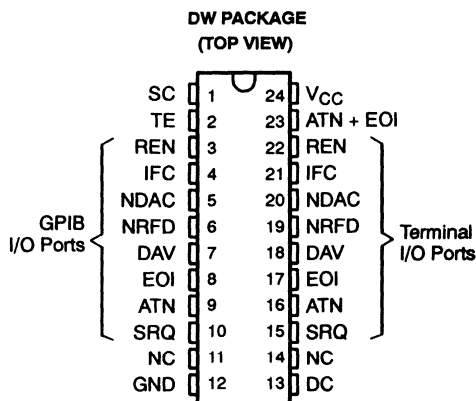 DW PACKAGE
(TOP VIEW)
SC 1 24 VCC
TE 2 23 ATN + EOI
REN 3 22 REN
IFC 4 21 IFC
NDAC 5 20 NDAC
NRFD 6 19 NRFD
DAV 7 18 DAV
EOI 8 17 EOI
ATN 9 16 ATN
SRQ 10 15 SRQ
NC 11 14 NC
GND 12 13 DC
GPIB
I/O Ports
Terminal
I/O Ports